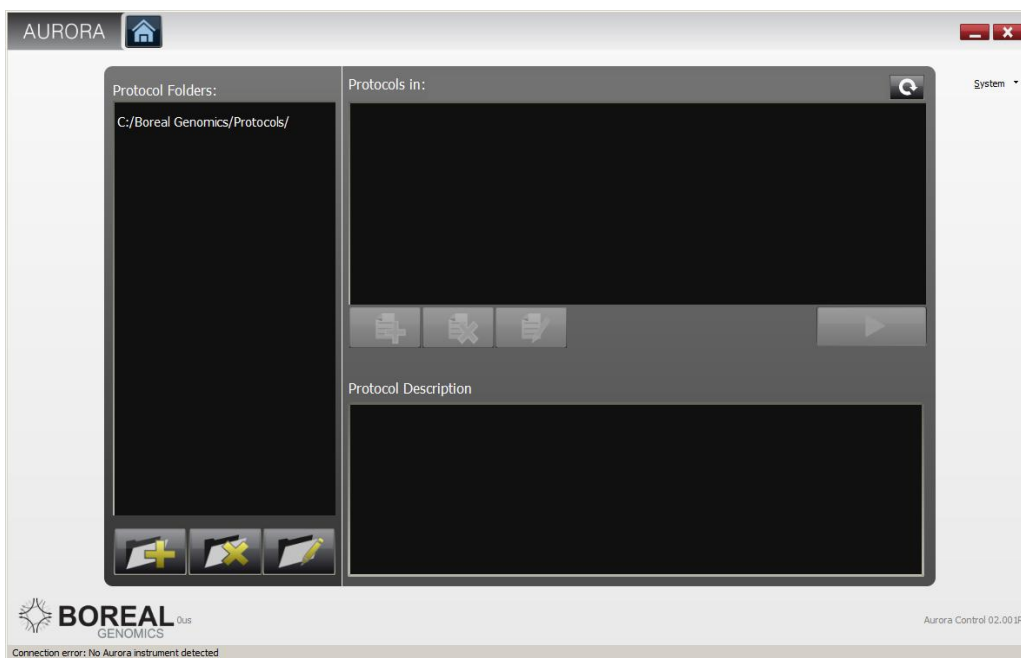 AURORA
System
Protocol Folders:
C:/Boreal Genomics/Protocols/
Protocols in:
Protocol Description
BOREAL
GENOMICS
0us
Aurora Control 02.001R
Connection error: No Aurora instrument detected